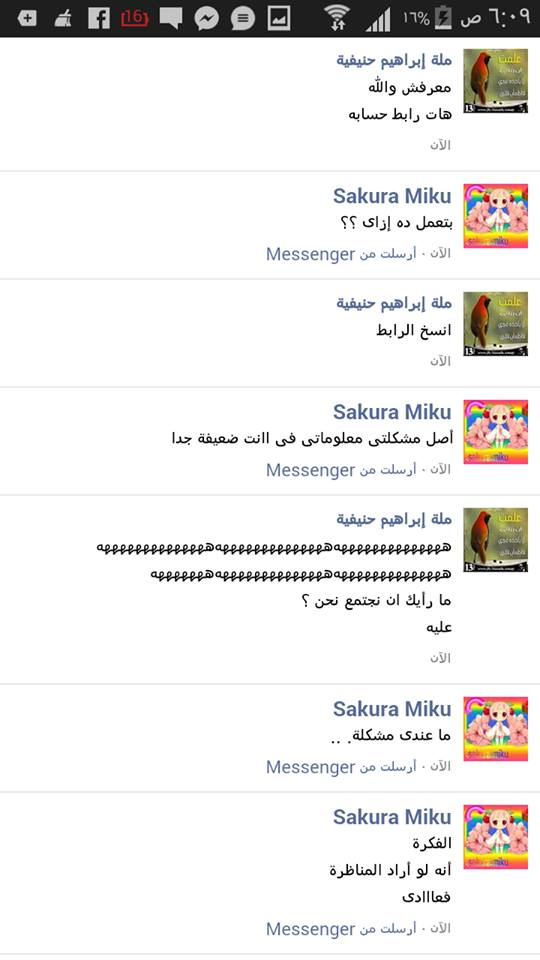 ٦:٠٩ ص ١٦%
16
ملة إبراهيم حنيفية
معرفش والله
هات رابط حسابه
الآن
Sakura Miku
بتعمل ده إزاى ؟؟
الآن · أرسلت من Messenger
ملة إبراهيم حنيفية
انسخ الرابط
الآن
Sakura Miku
أصل مشكلتى معلوماتى فى اانت ضعيفة جدا
الآن · أرسلت من Messenger
ملة إبراهيم حنيفية
ما رأيك ان نجتمع نحن ؟
عليه
الآن
Sakura Miku
ما عندى مشكلة. ..
الآن · أرسلت من Messenger
Sakura Miku
الفكرة
أنه لو أراد المناظرة
فعاااادى
الآن · أرسلت من Messenger